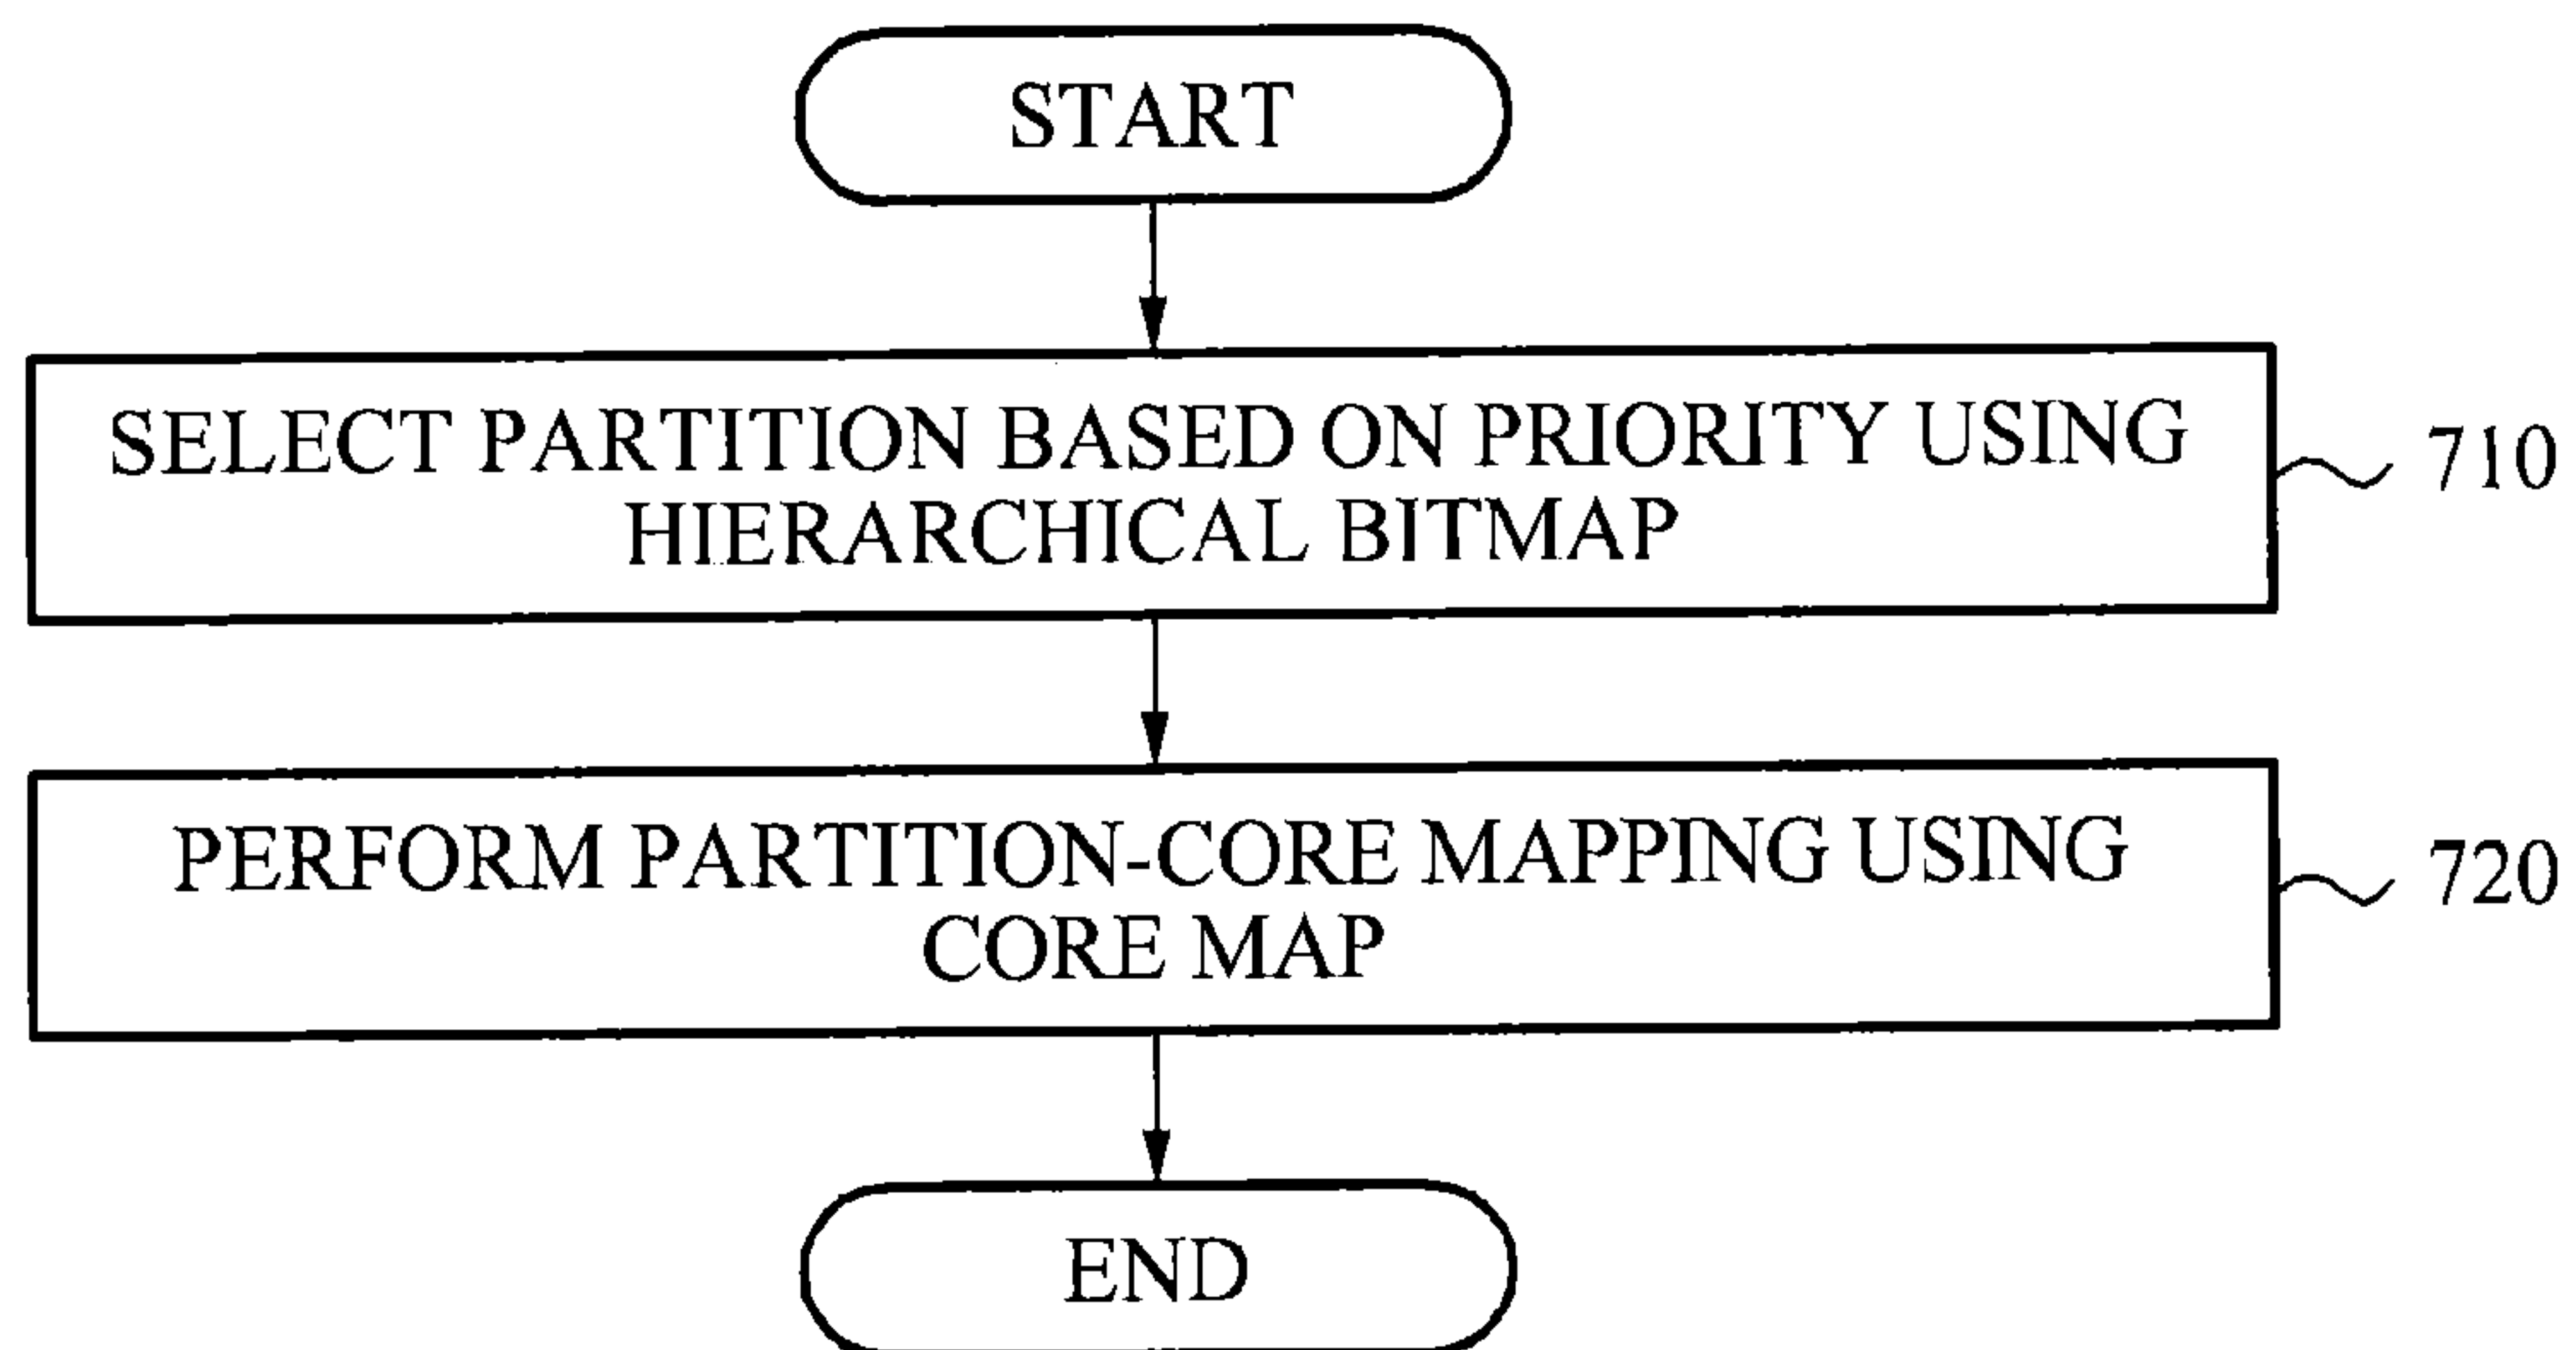 START
SELECT PARTITION BASED ON PRIORITY USING
HIERARCHICAL BITMAP
710
PERFORM PARTITION-CORE MAPPING USING
CORE MAP
720
END